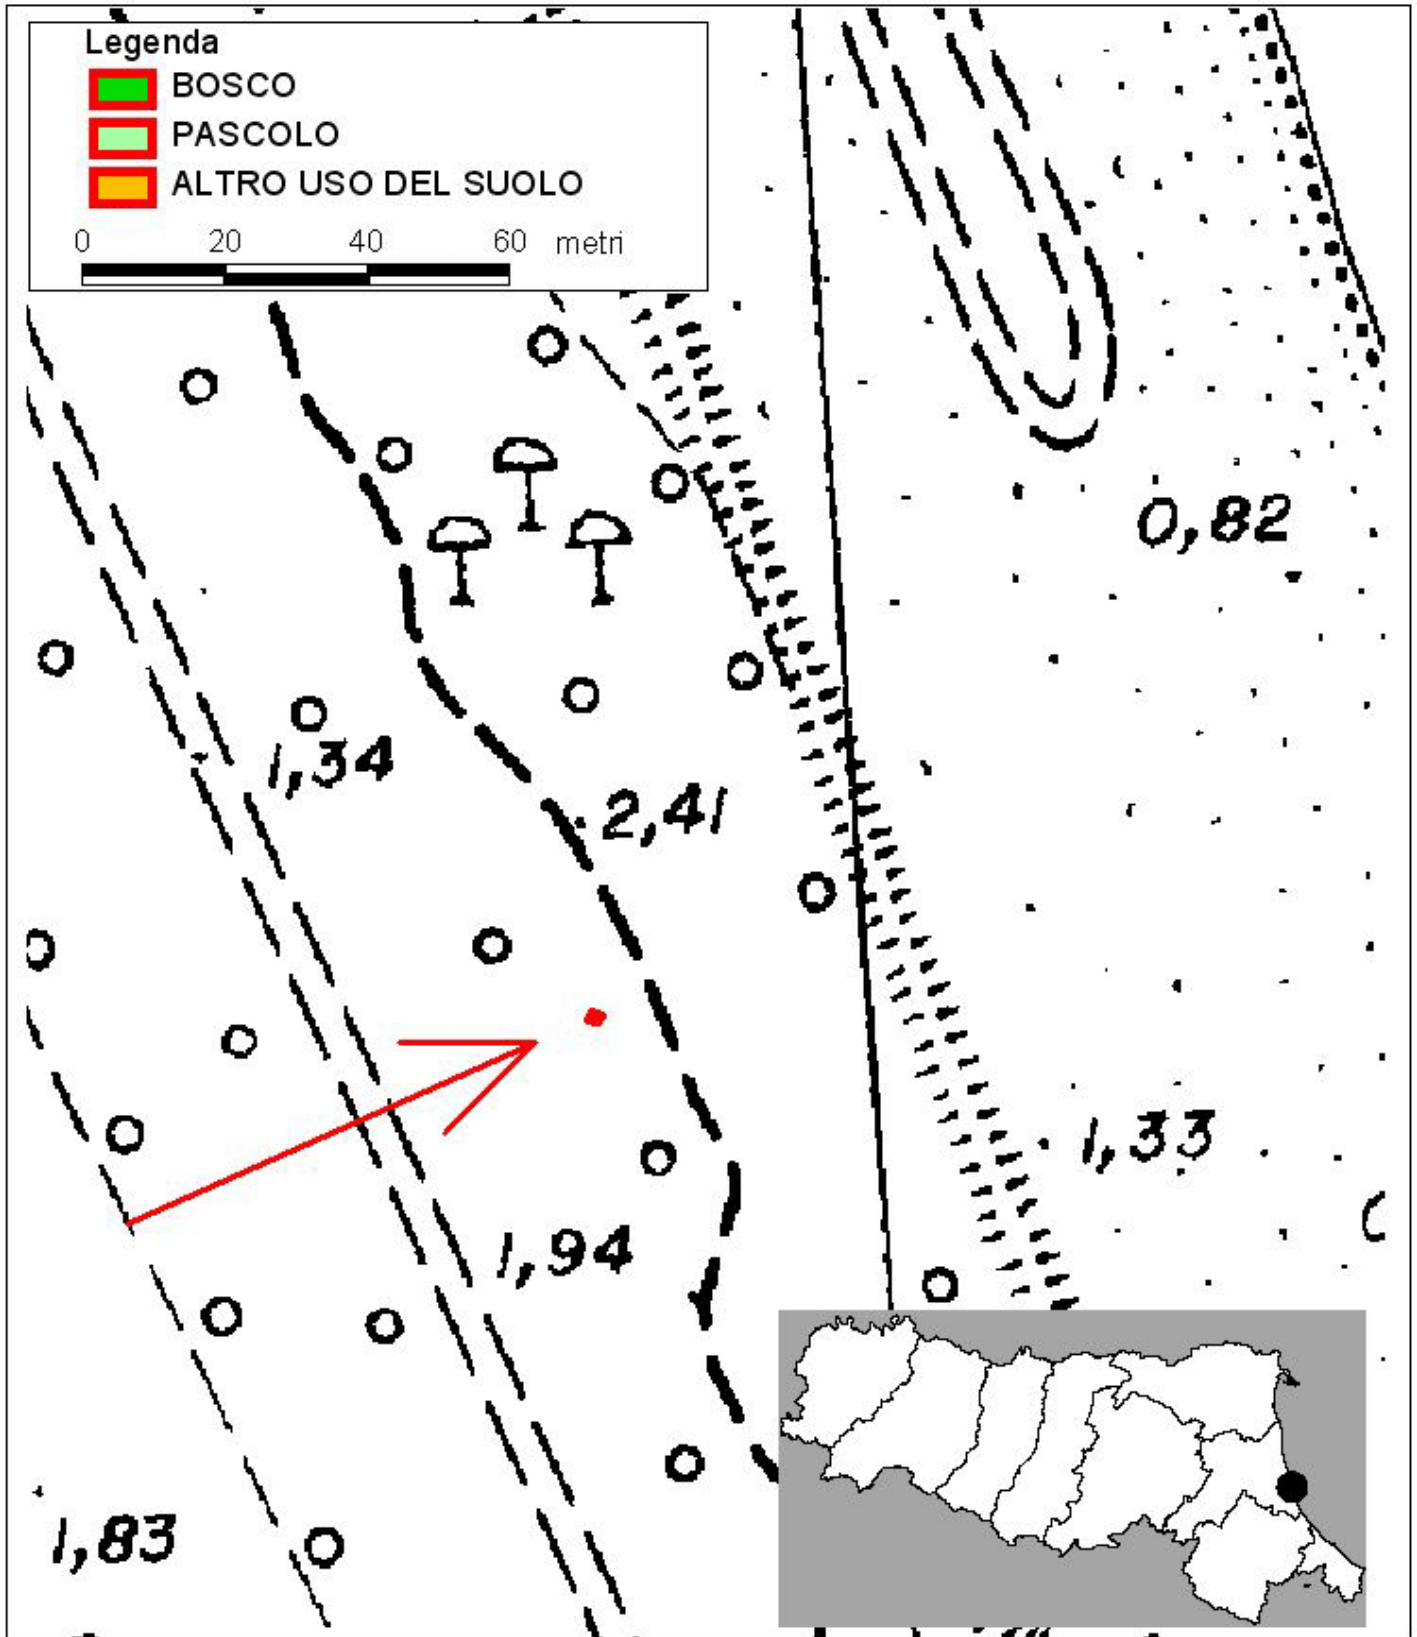 Legenda
BOSCO
PASCOLO
ALTRO USO DEL SUOLO
0 20 40 60 metri
0,82
1,34
2,41
1,33
1,94
1,83